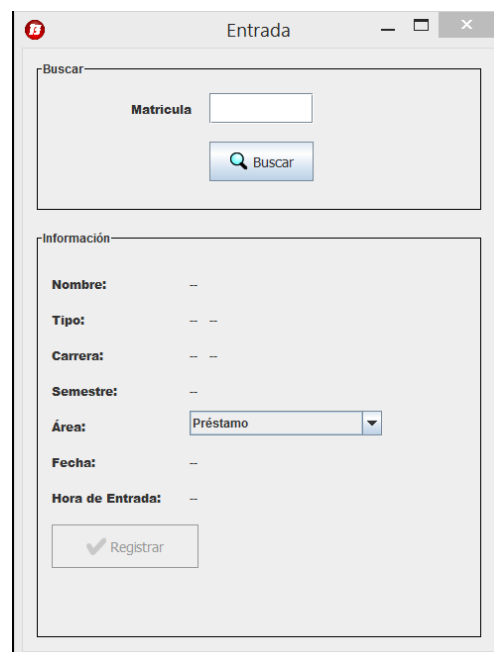 Entrada
Buscar
Matricula
Buscar
Información
Nombre: --
Tipo: -- --
Carrera: -- --
Semestre: --
Área: Préstamo
Fecha: --
Hora de Entrada: --
Registrar